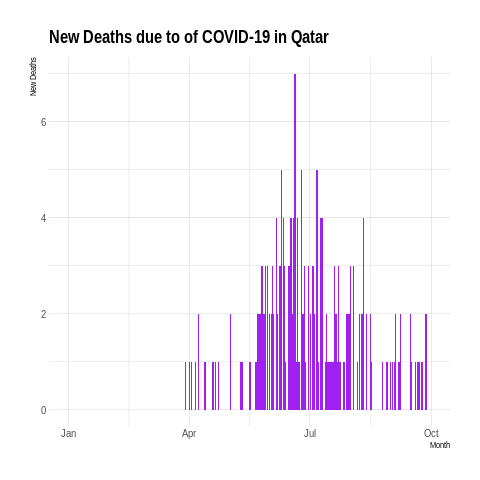 New Deaths due to of COVID-19 in Qatar
New Deaths
6
4
2
0
Jan Apr Jul Oct
Month